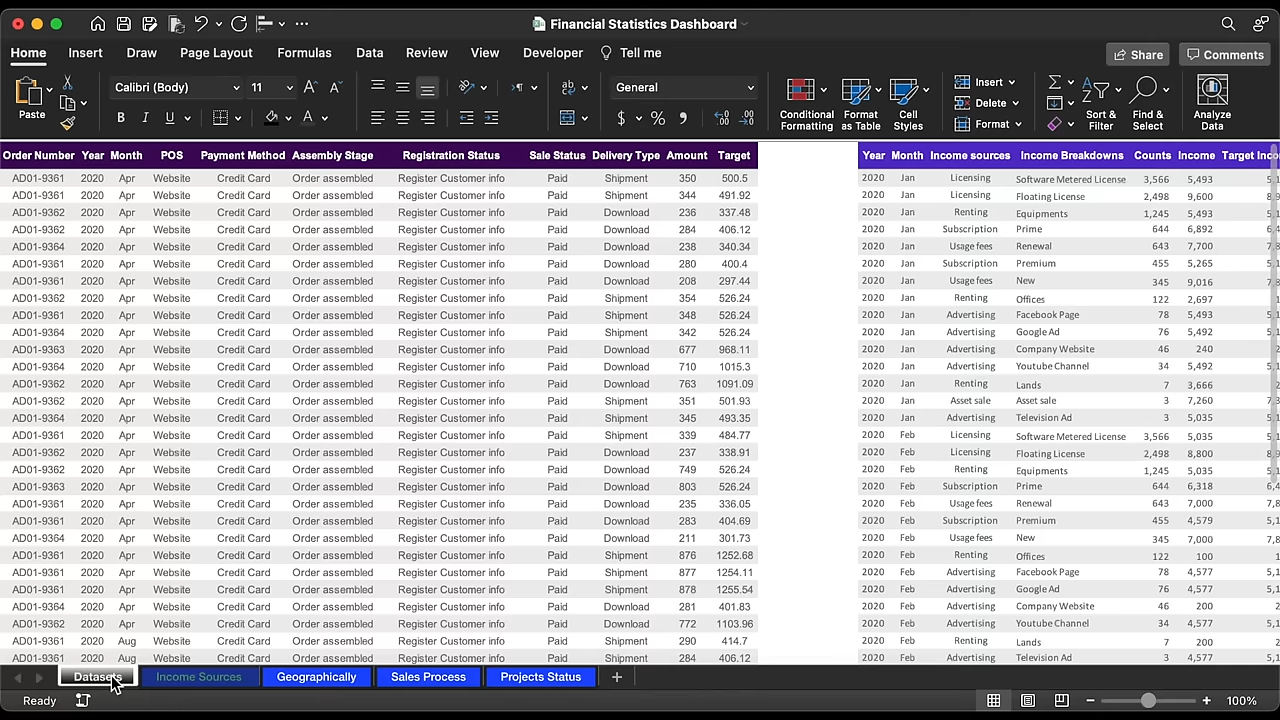 Financial Statistics Dashboard
Home Insert Draw Page Layout Formulas Data Review View Developer Tell me Share Comments
Paste Calibri (Body) 11 General Conditional Formatting Format as Table Cell Styles Insert Delete Format Sort & Filter Find & Select Analyze Data
Order Number Year Month POS Payment Method Assembly Stage Registration Status Sale Status Delivery Type Amount Target Year Month Income sources Income Breakdowns Counts Income Target Inco
AD01-9361 2020 Apr Website Credit Card Order assembled Register Customer info Paid Shipment 350 500.5 2020 Jan Licensing Software Metered License 3,566 5,493
AD01-9361 2020 Apr Website Credit Card Order assembled Register Customer info Paid Shipment 344 491.92 2020 Jan Licensing Floating License 2,498 9,600
AD01-9362 2020 Apr Website Credit Card Order assembled Register Customer info Paid Download 236 337.48 2020 Jan Renting Equipments 1,245 5,493
AD01-9364 2020 Apr Website Credit Card Order assembled Register Customer info Paid Download 284 406.12 2020 Jan Subscription Prime 644 6,892
AD01-9364 2020 Apr Website Credit Card Order assembled Register Customer info Paid Download 238 340.34 2020 Jan Usage fees Renewal 643 7,700
AD01-9361 2020 Apr Website Credit Card Order assembled Register Customer info Paid Download 280 400.4 2020 Jan Subscription Premium 455 5,265
AD01-9361 2020 Apr Website Credit Card Order assembled Register Customer info Paid Download 208 297.44 2020 Jan Usage fees New 345 9,016
AD01-9362 2020 Apr Website Credit Card Order assembled Register Customer info Paid Shipment 354 526.24 2020 Jan Renting Offices 122 2,697
AD01-9361 2020 Apr Website Credit Card Order assembled Register Customer info Paid Shipment 348 526.24 2020 Jan Advertising Facebook Page 78 5,493
AD01-9364 2020 Apr Website Credit Card Order assembled Register Customer info Paid Shipment 342 526.24 2020 Jan Advertising Google Ad 76 5,492
AD01-9363 2020 Apr Website Credit Card Order assembled Register Customer info Paid Download 677 968.11 2020 Jan Advertising Company Website 46 240
AD01-9364 2020 Apr Website Credit Card Order assembled Register Customer info Paid Download 710 1015.3 2020 Jan Advertising Youtube Channel 34 5,492
AD01-9362 2020 Apr Website Credit Card Order assembled Register Customer info Paid Download 763 1091.09 2020 Jan Renting Lands 7 3,666
AD01-9362 2020 Apr Website Credit Card Order assembled Register Customer info Paid Shipment 351 501.93 2020 Jan Asset sale Asset sale 3 7,260
AD01-9364 2020 Apr Website Credit Card Order assembled Register Customer info Paid Shipment 345 493.35 2020 Jan Advertising Television Ad 3 5,035
AD01-9361 2020 Apr Website Credit Card Order assembled Register Customer info Paid Shipment 339 484.77 2020 Feb Licensing Software Metered License 3,566 5,035
AD01-9362 2020 Apr Website Credit Card Order assembled Register Customer info Paid Download 237 338.91 2020 Feb Licensing Floating License 2,498 8,800
AD01-9362 2020 Apr Website Credit Card Order assembled Register Customer info Paid Download 749 526.24 2020 Feb Renting Equipments 1,245 5,035
AD01-9363 2020 Apr Website Credit Card Order assembled Register Customer info Paid Download 803 526.24 2020 Feb Subscription Prime 644 6,318
AD01-9361 2020 Apr Website Credit Card Order assembled Register Customer info Paid Download 235 336.05 2020 Feb Usage fees Renewal 643 7,000
AD01-9361 2020 Apr Website Credit Card Order assembled Register Customer info Paid Download 283 404.69 2020 Feb Subscription Premium 455 4,579
AD01-9364 2020 Apr Website Credit Card Order assembled Register Customer info Paid Download 211 301.73 2020 Feb Usage fees New 345 7,000
AD01-9361 2020 Apr Website Credit Card Order assembled Register Customer info Paid Shipment 876 1252.68 2020 Feb Renting Offices 122 100
AD01-9361 2020 Apr Website Credit Card Order assembled Register Customer info Paid Shipment 877 1254.11 2020 Feb Advertising Facebook Page 78 4,577
AD01-9361 2020 Apr Website Credit Card Order assembled Register Customer info Paid Shipment 878 1255.54 2020 Feb Advertising Google Ad 76 4,577
AD01-9364 2020 Apr Website Credit Card Order assembled Register Customer info Paid Download 281 401.83 2020 Feb Advertising Company Website 46 200
AD01-9362 2020 Apr Website Credit Card Order assembled Register Customer info Paid Download 772 1103.96 2020 Feb Advertising Youtube Channel 34 4,577
AD01-9361 2020 Aug Website Credit Card Order assembled Register Customer info Paid Shipment 290 414.7 2020 Feb Renting Lands 7 200
AD01-9361 2020 Aug Website Credit Card Order assembled Register Customer info Paid Shipment 284 406.12 2020 Feb Advertising Television Ad 3 4,577
Datasets Income Sources Geographically Sales Process Projects Status
Ready 100%